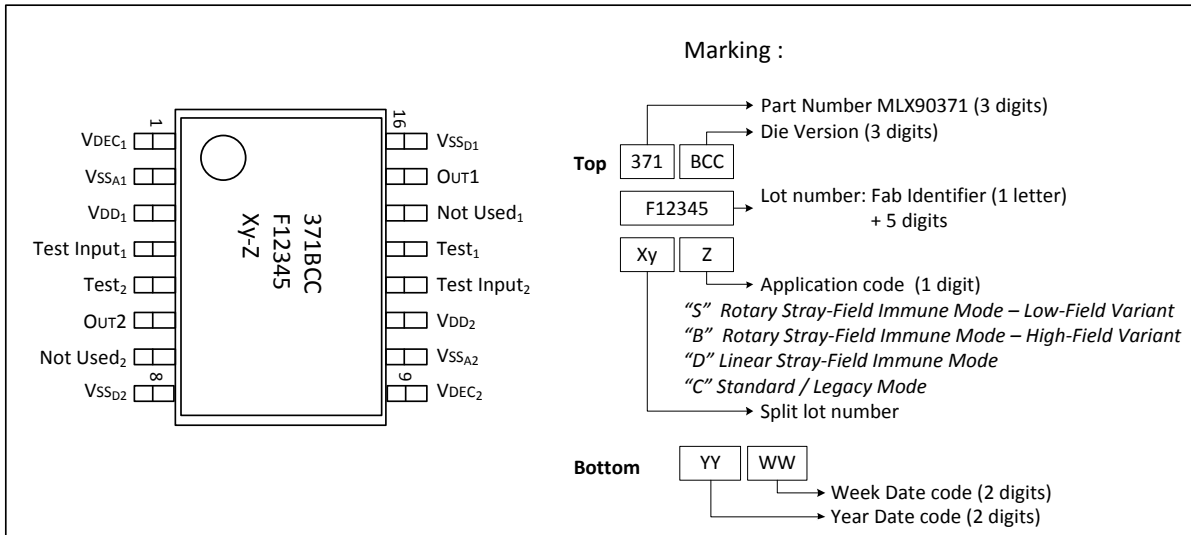 Marking :
1
16
VDEC1
VSSA1
VDD1
Test Input1
Test2
OUT2
Not Used2
VSSD2
8
9
VSSD1
OUT1
Not Used1
Test1
Test Input2
VDD2
VSSA2
VDEC2
371BCC
F12345
Xy-Z
Part Number MLX90371 (3 digits)
Die Version (3 digits)
Top 371 BCC
F12345
Lot number: Fab Identifier (1 letter)
+ 5 digits
Xy Z
Application code (1 digit)
“S” Rotary Stray-Field Immune Mode – Low-Field Variant
“B” Rotary Stray-Field Immune Mode – High-Field Variant
“D” Linear Stray-Field Immune Mode
“C” Standard / Legacy Mode
Split lot number
Bottom YY WW
Week Date code (2 digits)
Year Date code (2 digits)